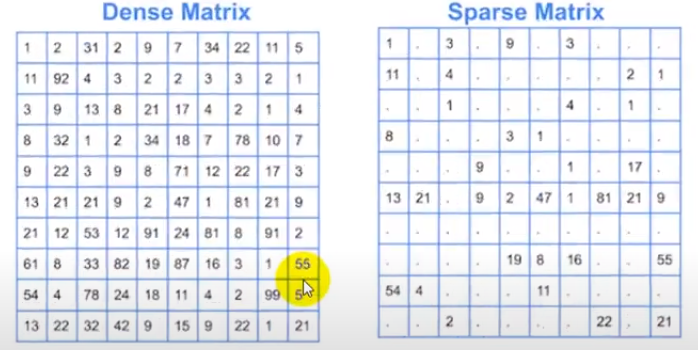 Dense Matrix
1 2 31 2 9 7 34 22 11 5
11 92 4 3 2 2 3 3 2 1
3 9 13 8 21 17 4 2 1 4
8 32 1 2 34 18 7 78 10 7
9 22 3 9 8 71 12 22 17 3
13 21 21 9 2 47 1 81 21 9
21 12 53 12 91 24 81 8 91 2
61 8 33 82 19 87 16 3 1 55
54 4 78 24 18 11 4 2 99
13 22 32 42 9 15 9 22 1 21
Sparse Matrix
1 . 3 . 9 . 3 . . .
11 . 4 . . . . . 2 1
. . 1 . . . 4 . 1 .
8 . . . 3 1 . . . .
. . . 9 . . 1 . 17 .
13 21 . 9 2 47 1 81 21 9
. . . . . . . . . .
. . . . 19 8 16 . . 55
54 4 . . . 11 . . . .
. . 2 . . . . 22 . 21